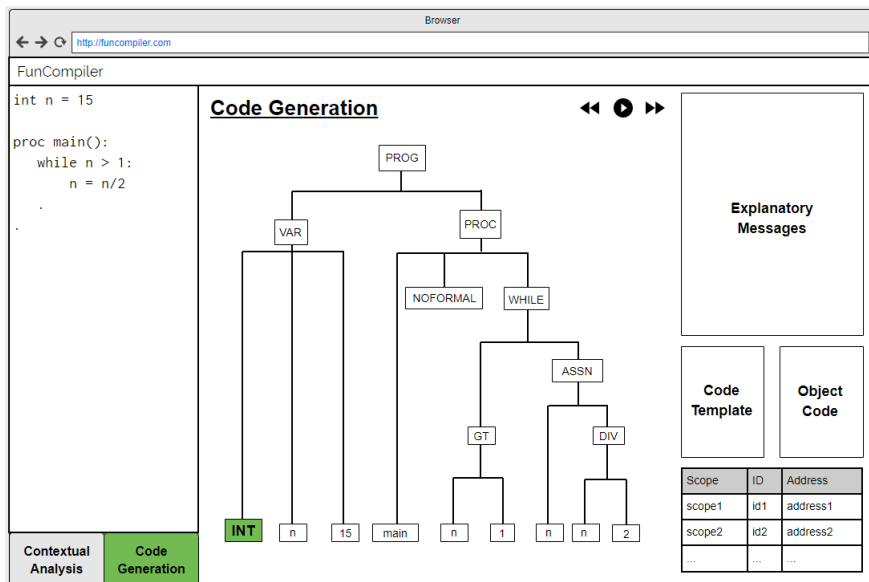 Browser
http://funcompiler.com
FunCompiler
int n = 15
proc main():
while n > 1:
n = n/2
.
.
Contextual
Analysis
Code
Generation
Code Generation
PROG
VAR
PROC
NOFORMAL
WHILE
ASSN
GT
DIV
INT n 15 main n 1 n n 2
Explanatory
Messages
Code
Template
Object
Code
Scope ID Address
scope1 id1 address1
scope2 id2 address2
... ... ...